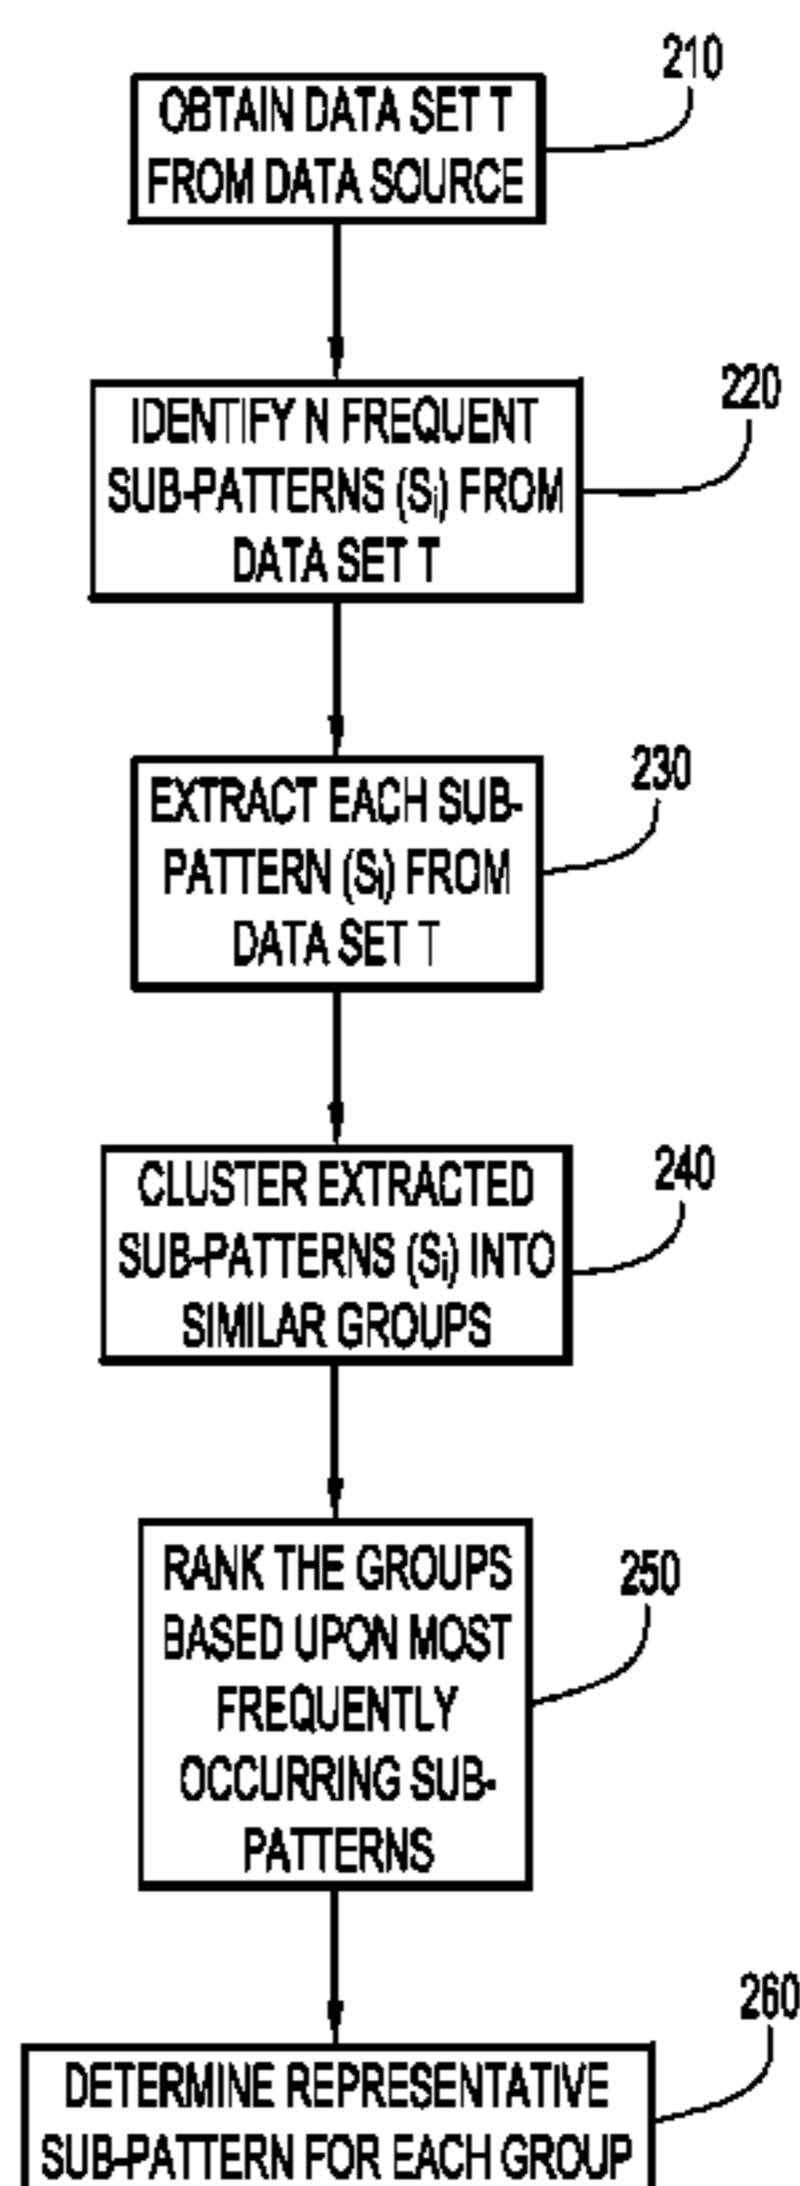 210
OBTAIN DATA SET T
FROM DATA SOURCE
220
IDENTIFY N FREQUENT
SUB-PATTERNS (Si) FROM
DATA SET T
230
EXTRACT EACH SUB-
PATTERN (Si) FROM
DATA SET T
240
CLUSTER EXTRACTED
SUB-PATTERNS (Si) INTO
SIMILAR GROUPS
250
RANK THE GROUPS
BASED UPON MOST
FREQUENTLY
OCCURRING SUB-
PATTERNS
260
DETERMINE REPRESENTATIVE
SUB-PATTERN FOR EACH GROUP